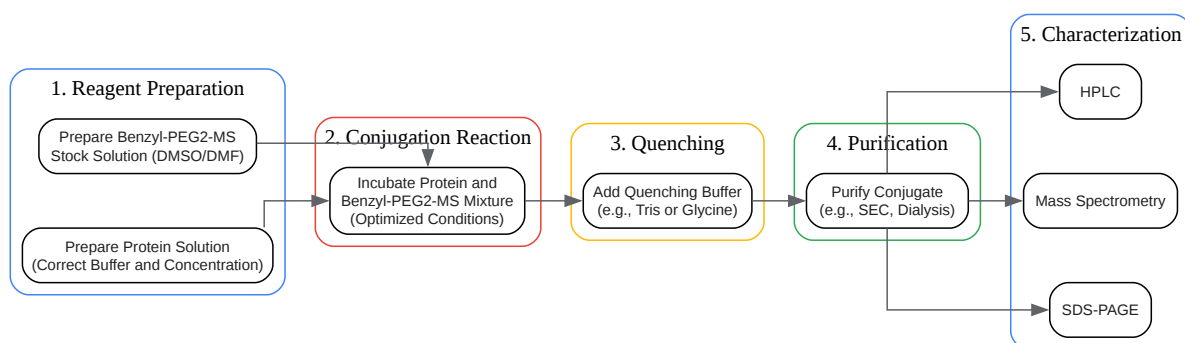 1. Reagent Preparation
Prepare Benzyl-PEG2-MS
Stock Solution (DMSO/DMF)
Prepare Protein Solution
(Correct Buffer and Concentration)
2. Conjugation Reaction
Incubate Protein and
Benzyl-PEG2-MS Mixture
(Optimized Conditions)
3. Quenching
Add Quenching Buffer
(e.g., Tris or Glycine)
4. Purification
Purify Conjugate
(e.g., SEC, Dialysis)
5. Characterization
HPLC
Mass Spectrometry
SDS-PAGE